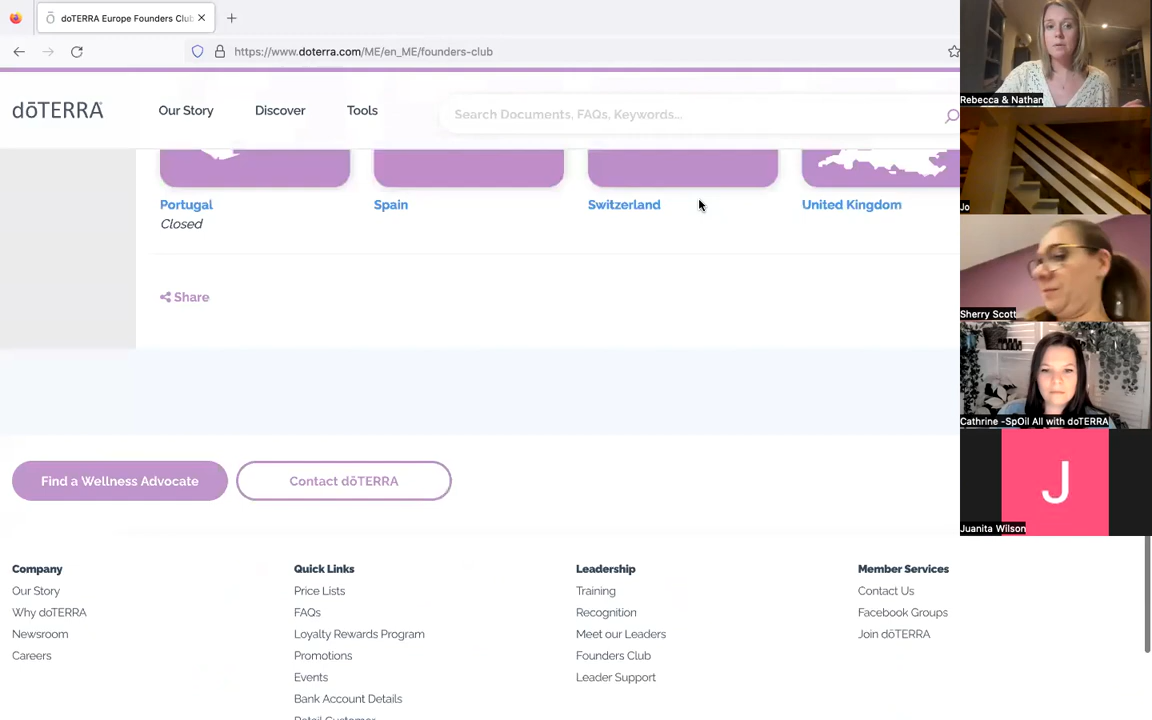 doTERRA Europe Founders Club
https://www.doterra.com/ME/en_ME/founders-club
dōTERRA
Our Story
Discover
Tools
Search Documents, FAQs, Keywords...
Portugal
Closed
Spain
Switzerland
United Kingdom
Share
Find a Wellness Advocate
Contact dōTERRA
Company
Our Story
Why doTERRA
Newsroom
Careers
Quick Links
Price Lists
FAQs
Loyalty Rewards Program
Promotions
Events
Bank Account Details
Retail Customer
Leadership
Training
Recognition
Meet our Leaders
Founders Club
Leader Support
Member Services
Contact Us
Facebook Groups
Join dōTERRA
Rebecca & Nathan
Jo
Sherry Scott
Cathrine -SpOil All with doTERRA
J
Juanita Wilson